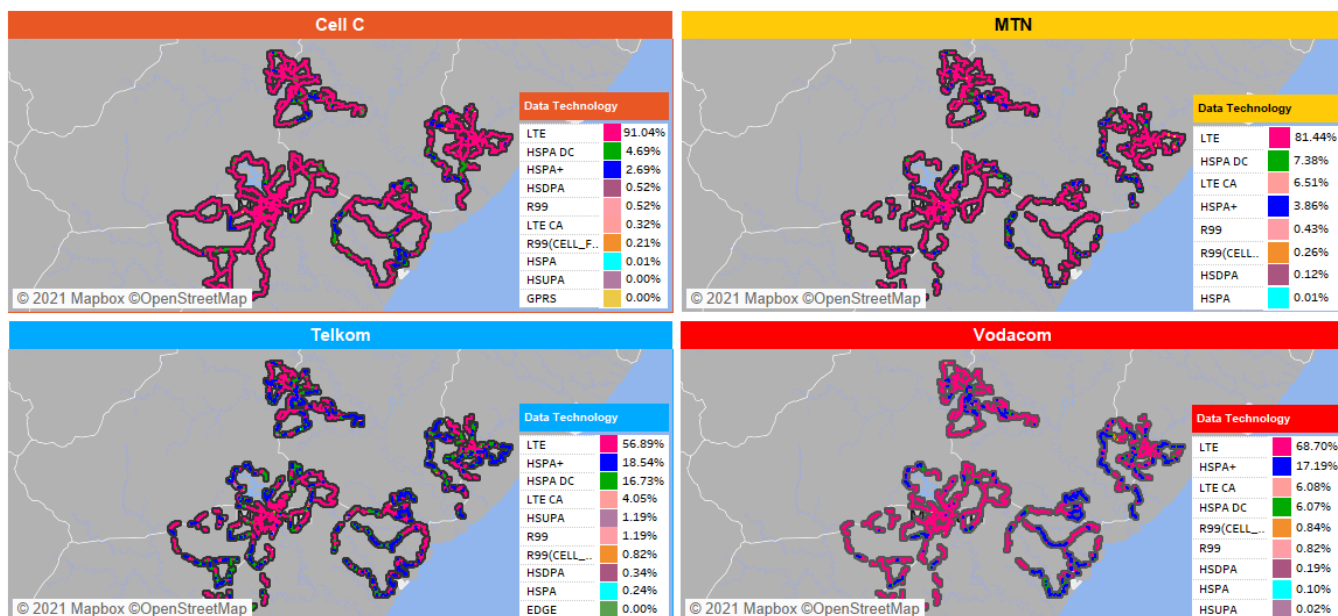 Cell C
Data Technology
LTE 91.04%
HSPA DC 4.69%
HSPA+ 2.69%
HSDPA 0.52%
R99 0.52%
LTE CA 0.32%
R99(CELL_F.. 0.21%
HSPA 0.01%
HSUPA 0.00%
GPRS 0.00%
© 2021 Mapbox ©OpenStreetMap
MTN
Data Technology
LTE 81.44%
HSPA DC 7.38%
LTE CA 6.51%
HSPA+ 3.86%
R99 0.43%
R99(CELL.. 0.26%
HSDPA 0.12%
HSPA 0.01%
© 2021 Mapbox ©OpenStreetMap
Telkom
Data Technology
LTE 56.89%
HSPA+ 18.54%
HSPA DC 16.73%
LTE CA 4.05%
HSUPA 1.19%
R99 1.19%
R99(CELL_.. 0.82%
HSDPA 0.34%
HSPA 0.24%
EDGE 0.00%
© 2021 Mapbox ©OpenStreetMap
Vodacom
Data Technology
LTE 68.70%
HSPA+ 17.19%
LTE CA 6.08%
HSPA DC 6.07%
R99(CELL_.. 0.84%
R99 0.82%
HSDPA 0.19%
HSPA 0.10%
HSUPA 0.02%
© 2021 Mapbox ©OpenStreetMap